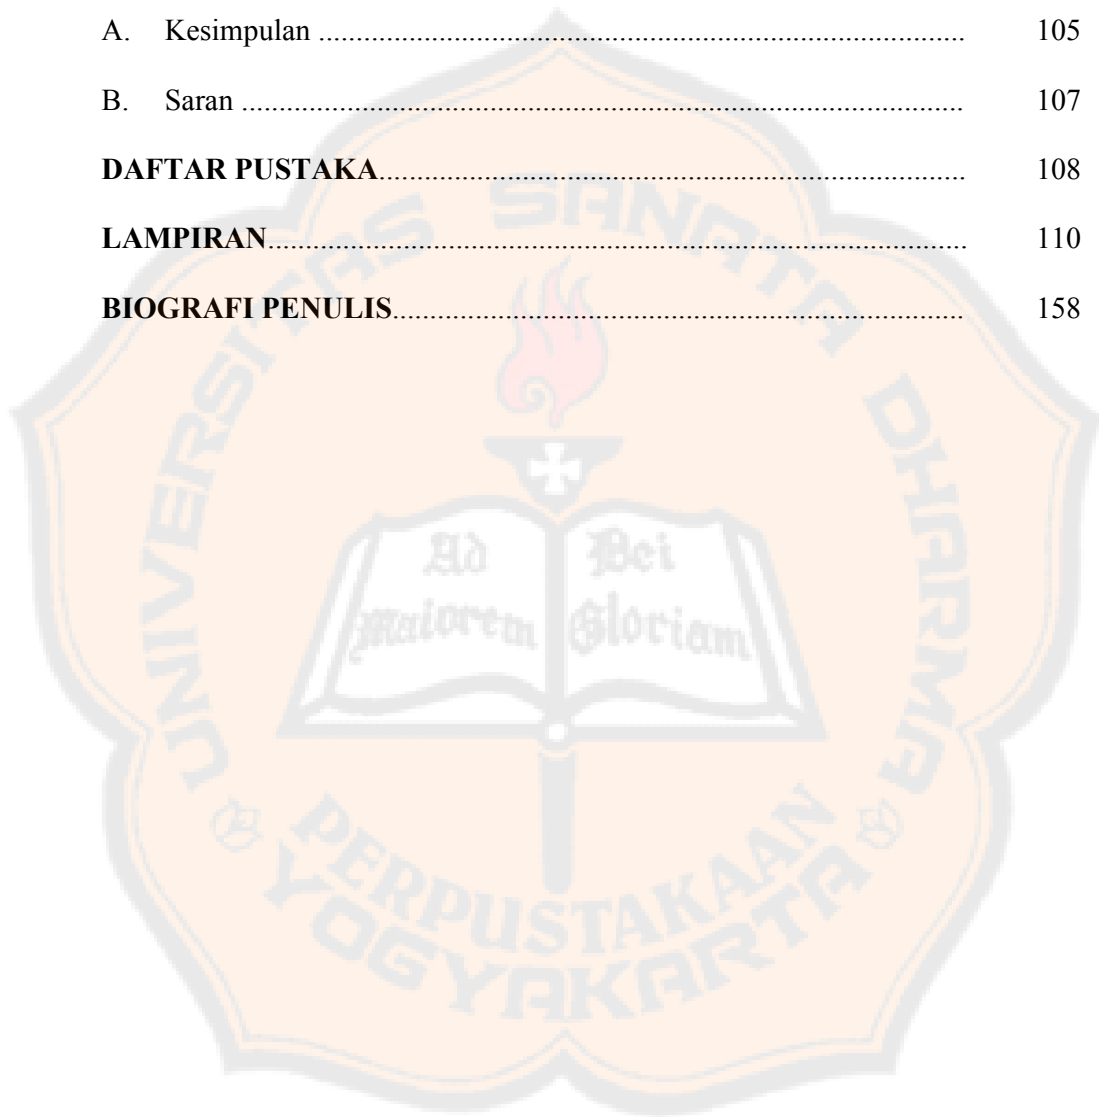 A. Kesimpulan ........................................................................ 105
B. Saran ................................................................................ 107
DAFTAR PUSTAKA................................................................. 108
LAMPIRAN............................................................................. 110
BIOGRAFI PENULIS............................................................... 158
UNIVERSITAS SANATA DHARMA
Ad Dei
Maiorem Gloriam
PERPUSTAKAAN
YOGYAKARTA